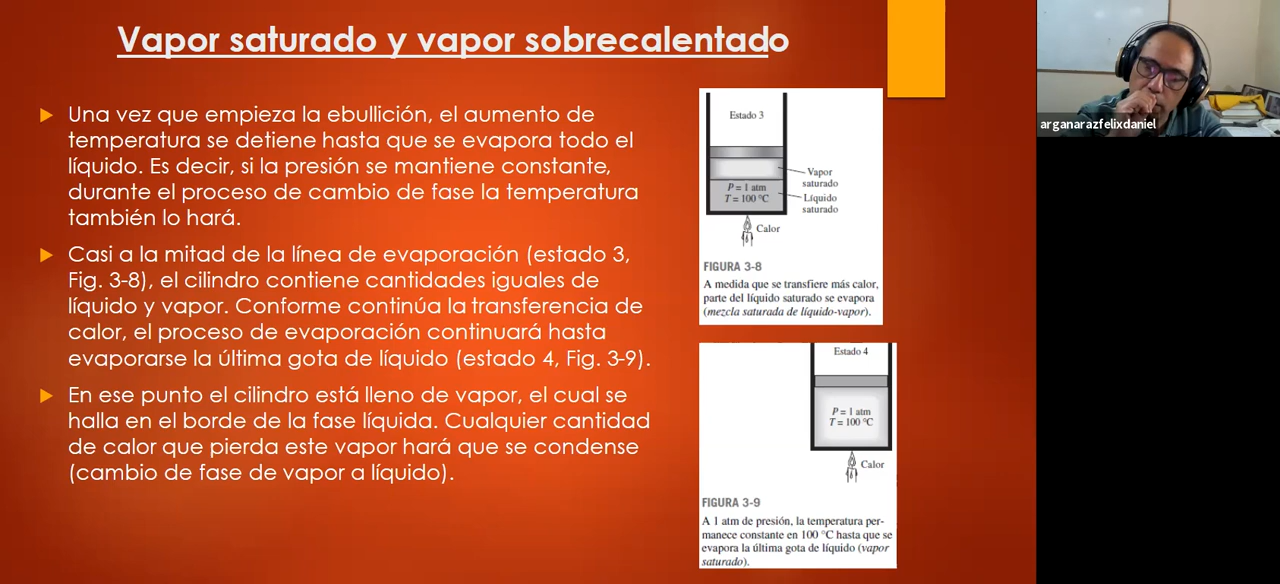 Vapor saturado y vapor sobrecalentado
Una vez que empieza la ebullición, el aumento de
temperatura se detiene hasta que se evapora todo el
líquido. Es decir, si la presión se mantiene constante,
durante el proceso de cambio de fase la temperatura
también lo hará.
Casi a la mitad de la línea de evaporación (estado 3,
Fig. 3-8), el cilindro contiene cantidades iguales de
líquido y vapor. Conforme continúa la transferencia de
calor, el proceso de evaporación continuará hasta
evaporarse la última gota de líquido (estado 4, Fig. 3-9).
En ese punto el cilindro está lleno de vapor, el cual se
halla en el borde de la fase líquida. Cualquier cantidad
de calor que pierda este vapor hará que se condense
(cambio de fase de vapor a líquido).
Estado 3
Vapor
saturado
P = 1 atm
T = 100 °C
Líquido
saturado
Calor
FIGURA 3-8
A medida que se transfiere más calor,
parte del líquido saturado se evapora
(mezcla saturada de líquido-vapor).
Estado 4
P = 1 atm
T = 100 °C
Calor
FIGURA 3-9
A 1 atm de presión, la temperatura per-
manece constante en 100 °C hasta que se
evapora la última gota de líquido (vapor
saturado).
arganarazfelixdaniel